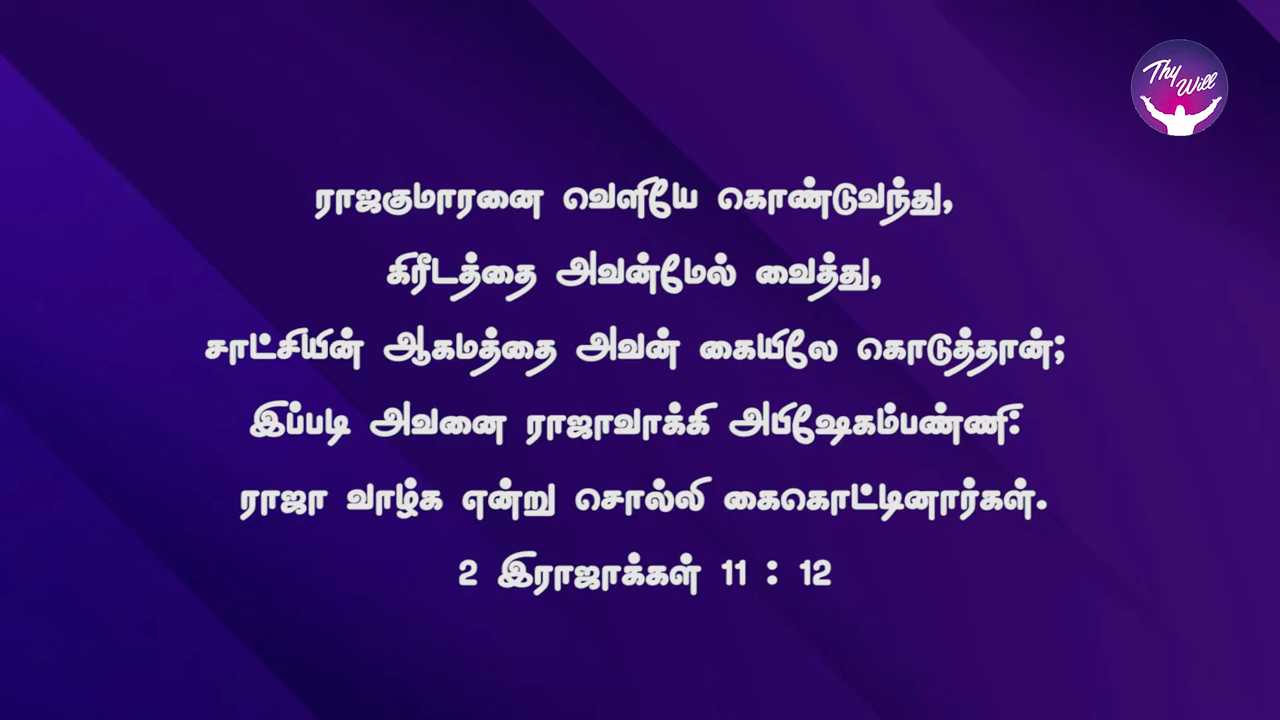 Thy Will
ராஜகுமாரனை வெளியே கொண்டுவந்து,
கிரீடத்தை அவன்மேல் வைத்து,
சாட்சியின் ஆகமத்தை அவன் கையிலே கொடுத்தான்;
இப்படி அவனை ராஜாவாக்கி அபிஷேகம்பண்ணி:
ராஜா வாழ்க என்று சொல்லி கைகொட்டினார்கள்.
2 இராஜாக்கள் 11 : 12